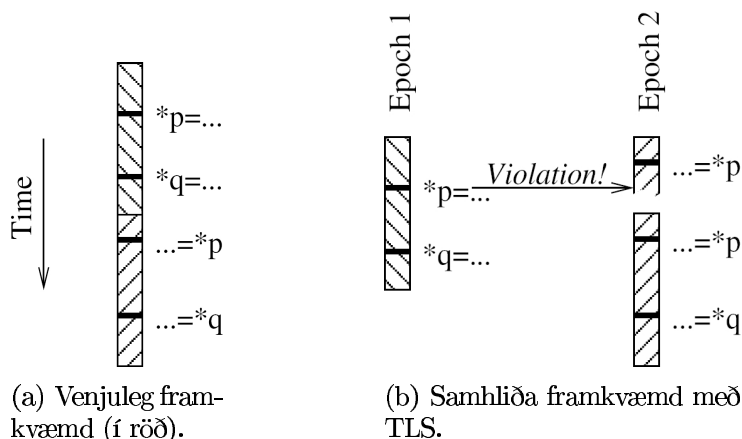 Time
*p=...
*q=...
...=*p
...=*q
(a) Venjuleg fram-
kvæmd (í röð).
Epoch 1
Epoch 2
*p=...
*q=...
Violation!
...=*p
...=*p
...=*q
(b) Samhliða framkvæmd með
TLS.